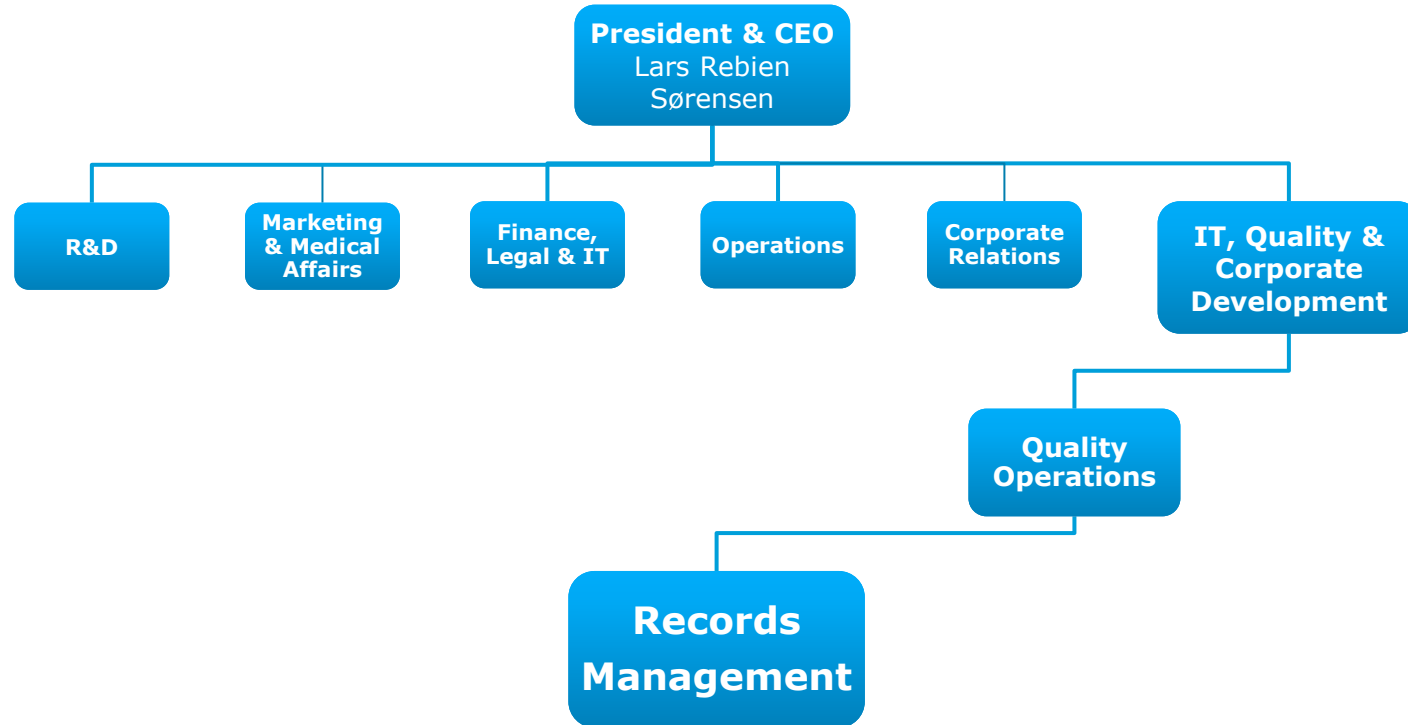 President & CEO
Lars Rebien
Sørensen
R&D
Marketing
& Medical
Affairs
Finance,
Legal & IT
Operations
Corporate
Relations
IT, Quality &
Corporate
Development
Quality
Operations
Records
Management